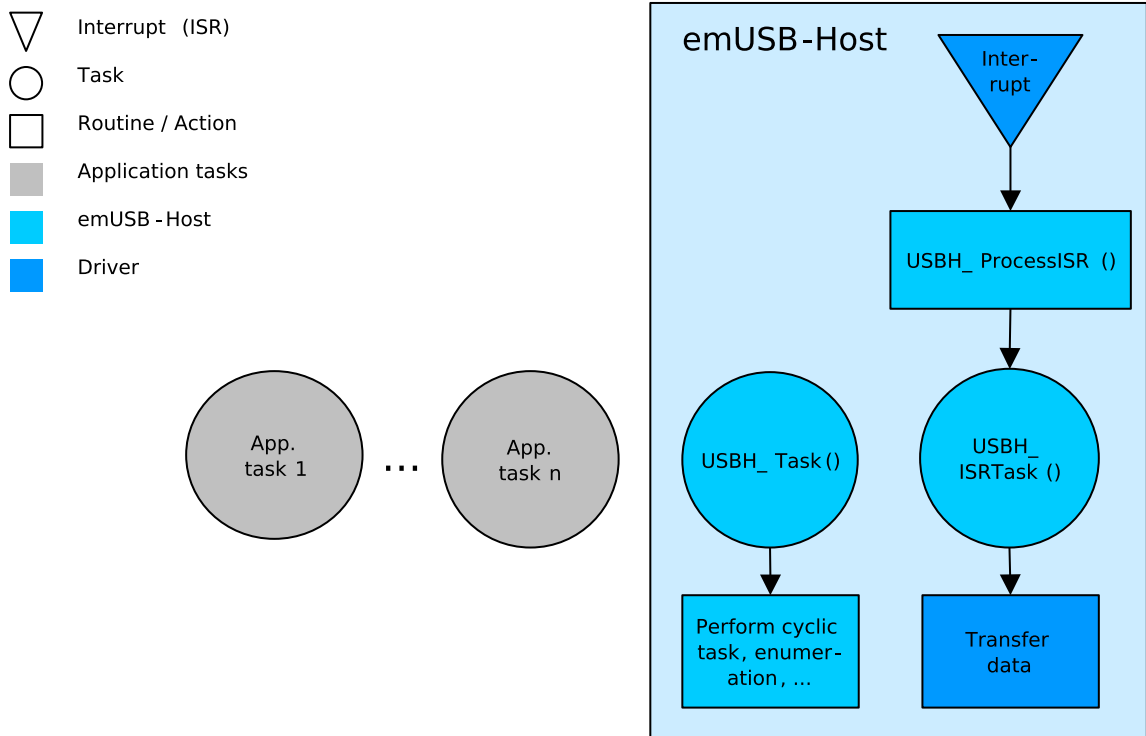 Interrupt (ISR)
Task
Routine / Action
Application tasks
emUSB-Host
Driver
emUSB-Host
Inter-
rupt
USBH_ ProcessISR ()
App.
task 1
...
App.
task n
USBH_ Task()
USBH_
ISRTask ()
Perform cyclic
task, enumer-
ation, ...
Transfer
data